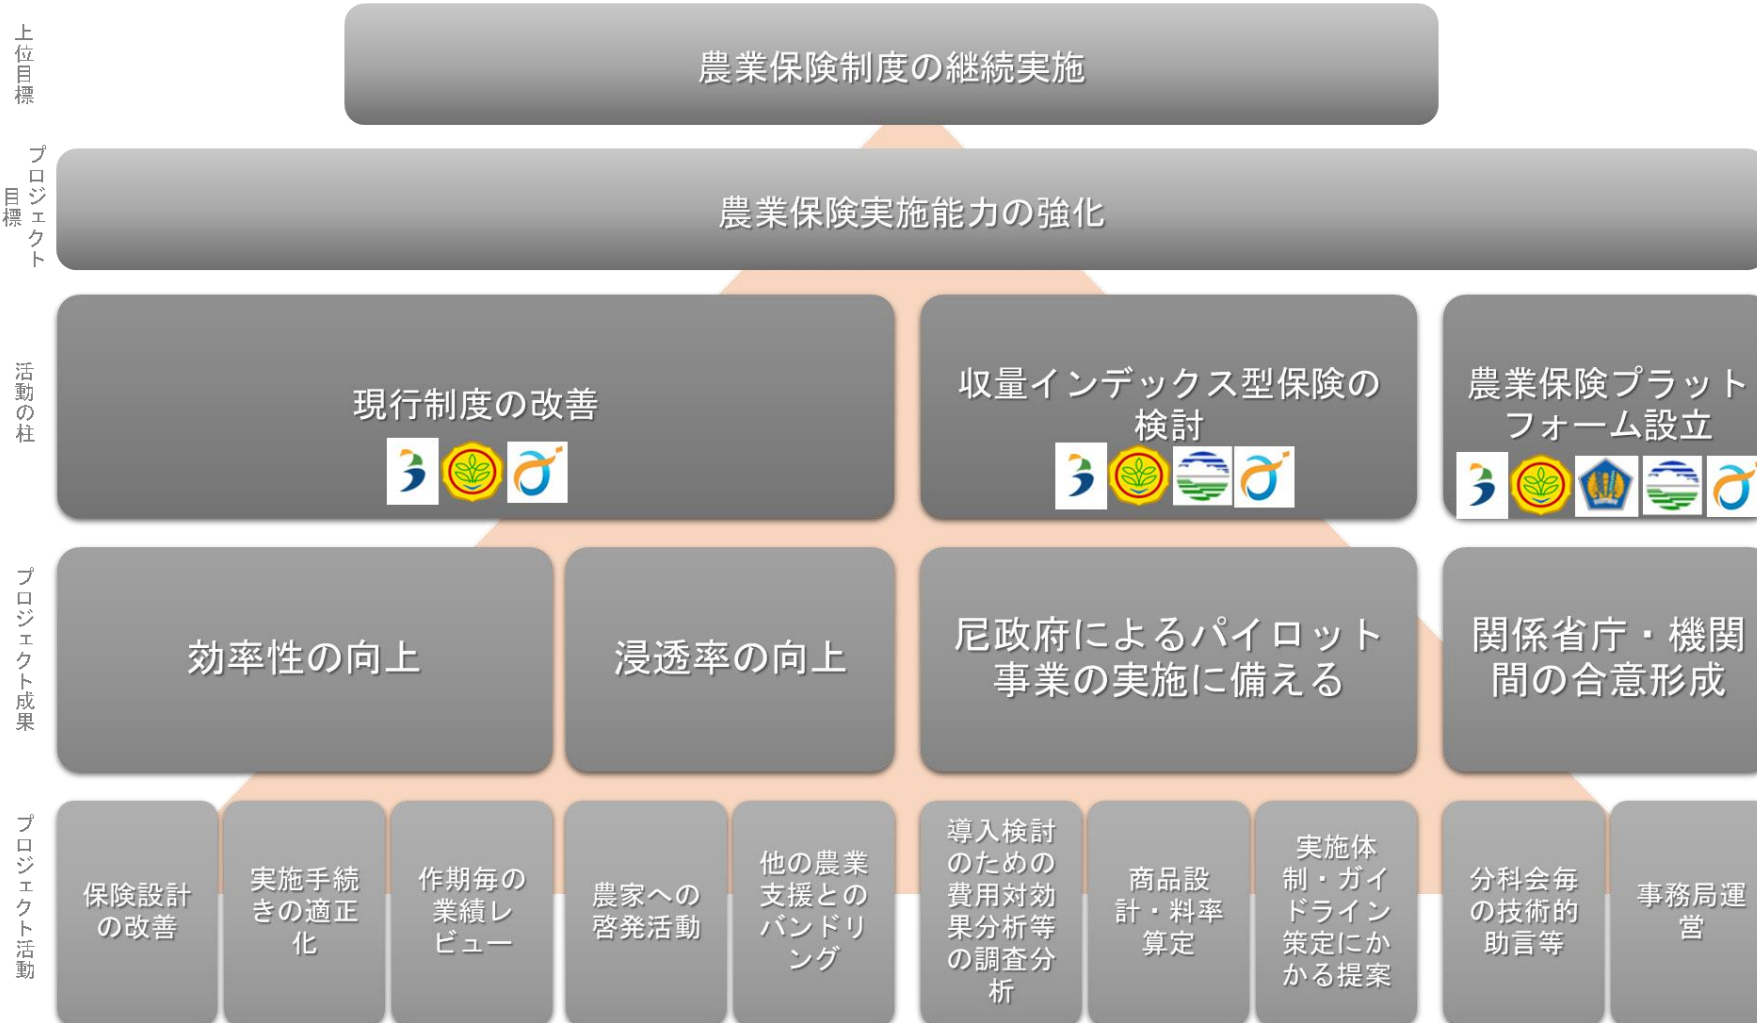 上位目標
農業保険制度の継続実施
プロジェクト
目標
農業保険実施能力の強化
活動の柱
現行制度の改善
収量インデックス型保険の
検討
農業保険プラット
フォーム設立
プロジェクト成果
効率性の向上
浸透率の向上
尼政府によるパイロット
事業の実施に備える
関係省庁・機関
間の合意形成
プロジェクト活動
保険設計
の改善
実施手続
きの適正
化
作期毎の
業績レ
ビュー
農家への
啓発活動
他の農業
支援との
バンドリ
ング
導入検討
のための
費用対効
果分析等
の調査分
析
商品設
計・料率
算定
実施体
制・ガイ
ドライン
策定にか
かる提案
分科会毎
の技術的
助言等
事務局運
営